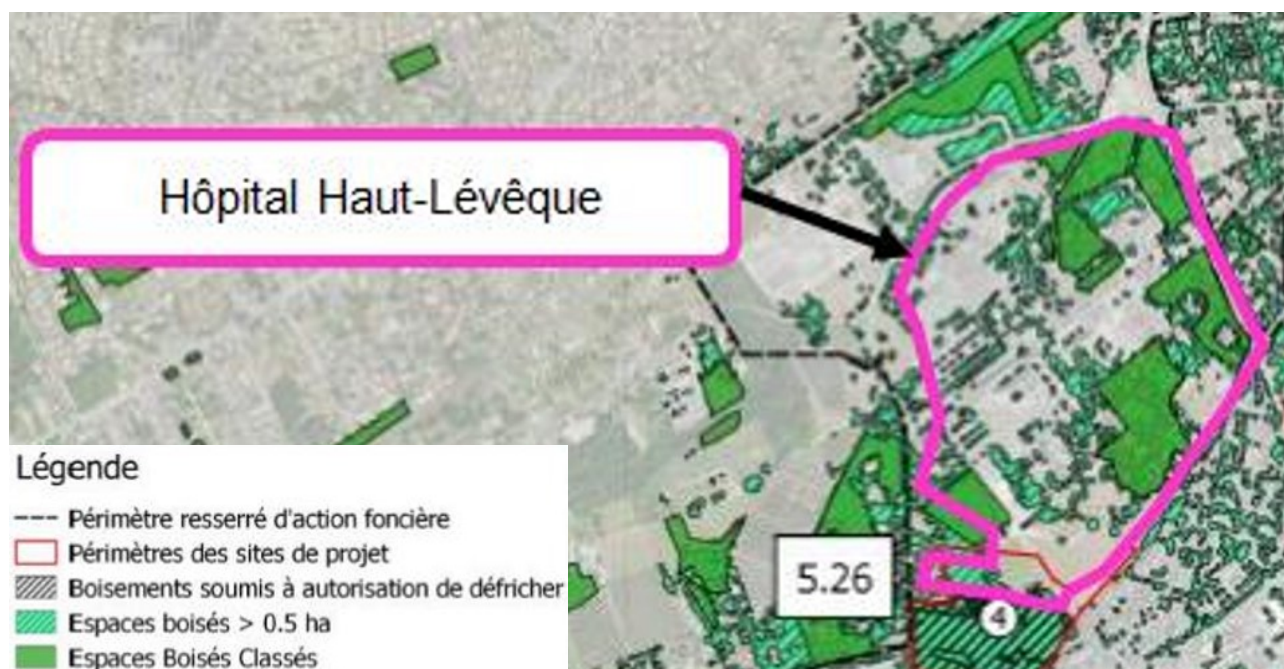 Hôpital Haut-Lévêque
Légende
Périmètre resserré d'action foncière
Périmètres des sites de projet
Boisements soumis à autorisation de défricher
Espaces boisés > 0.5 ha
Espaces Boisés Classés
5.26
4